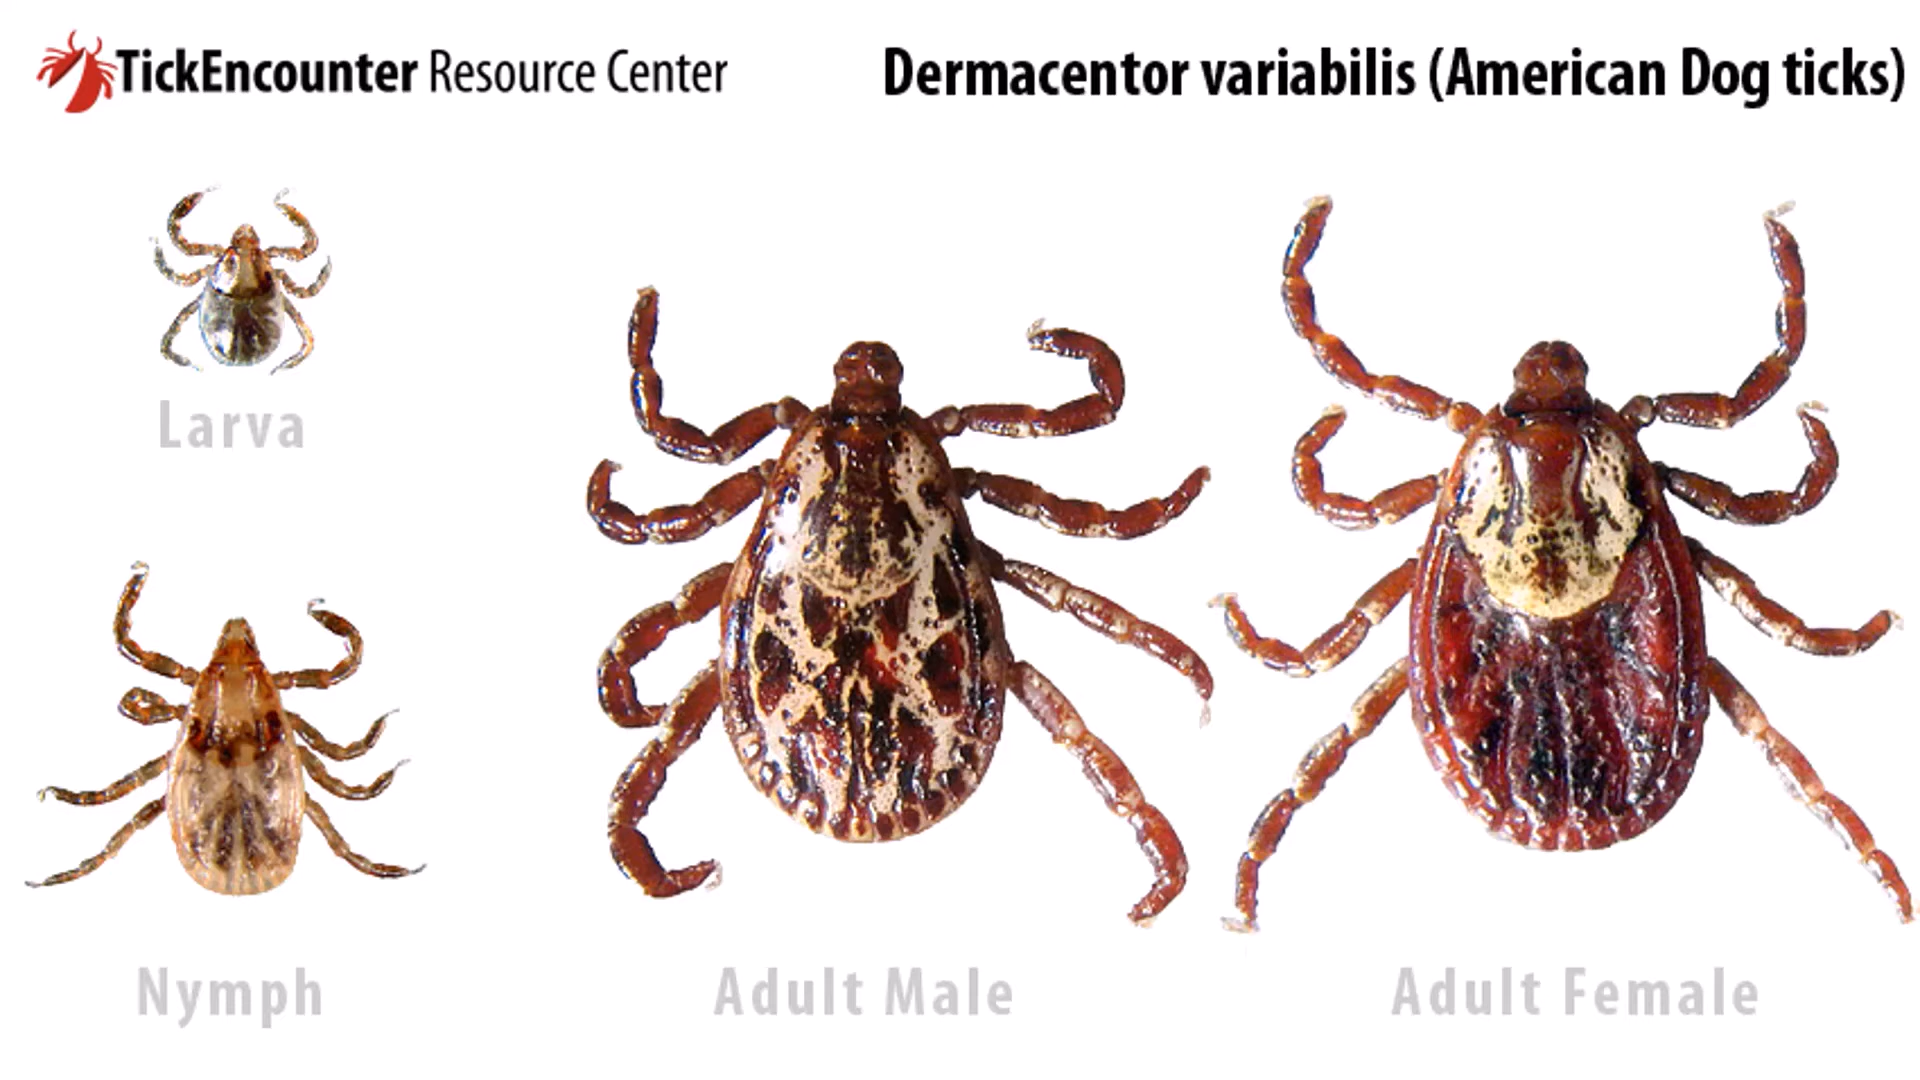 TickEncounter Resource Center
Dermacentor variabilis (American Dog ticks)
Larva
Nymph
Adult Male
Adult Female